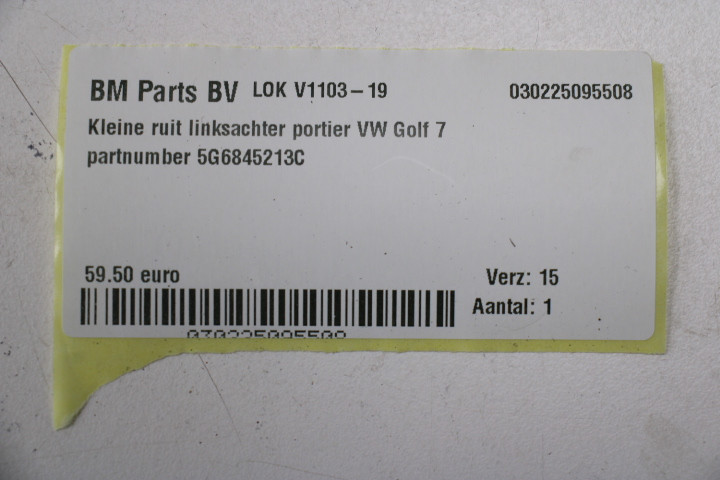 BM Parts BV LOK V1103-19 030225095508
Kleine ruit linksachter portier VW Golf 7
partnumber 5G6845213C
59.50 euro Verz: 15
Aantal: 1
030225095508